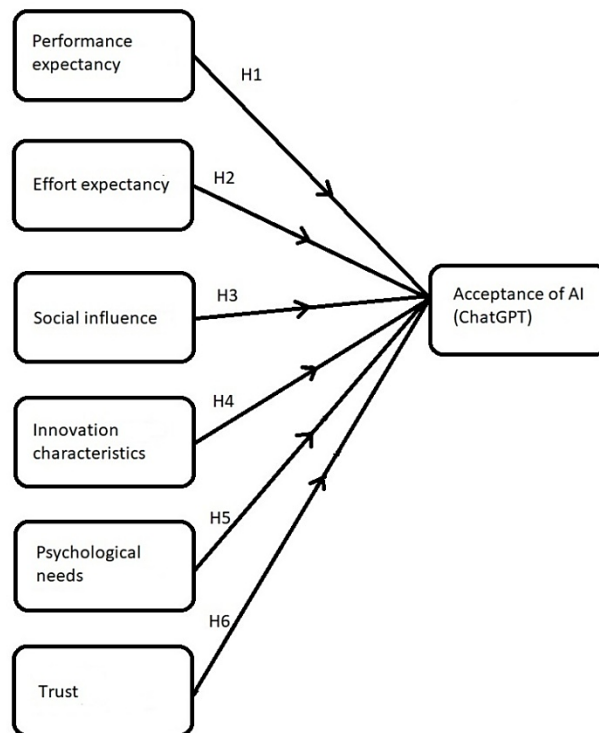 Performance
expectancy
H1
Effort expectancy
H2
Social influence
H3
Acceptance of AI
(ChatGPT)
Innovation
characteristics
H4
Psychological
needs
H5
Trust
H6